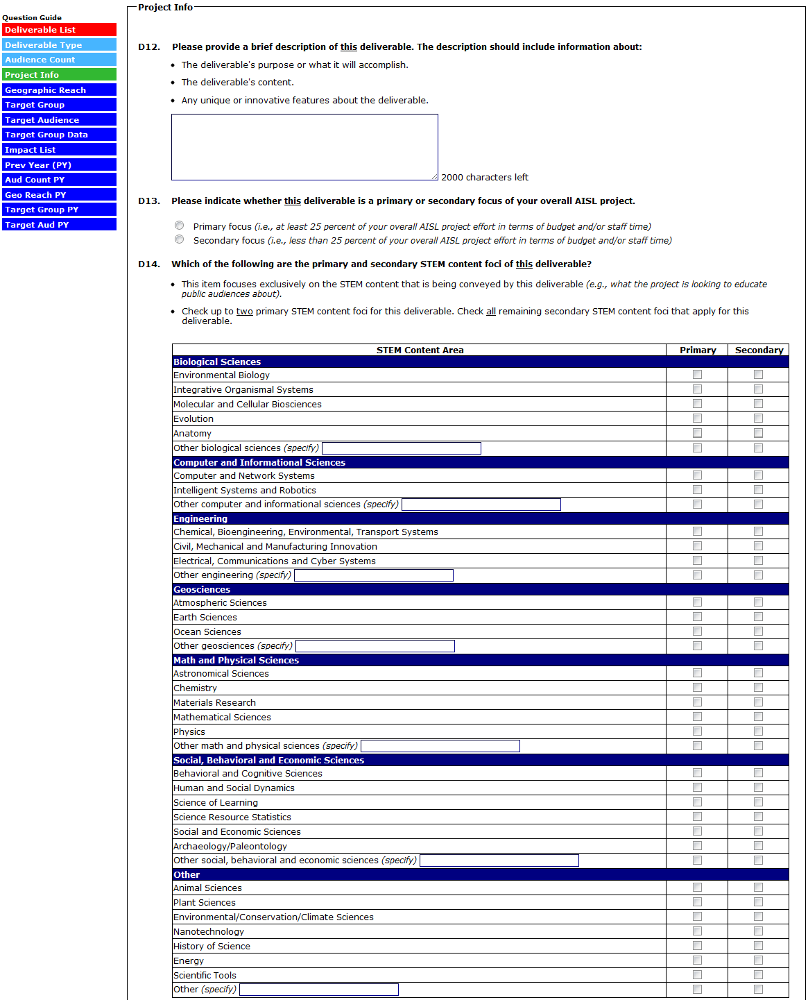 Question Guide
Deliverable List
Deliverable Type
Audience Count
Project Info
Geographic Reach
Target Group
Target Audience
Target Group Data
Impact List
Prev Year (PY)
Aud Count PY
Geo Reach PY
Target Group PY
Target Aud PY
Project Info
D12. Please provide a brief description of this deliverable. The description should include information about:
• The deliverable's purpose or what it will accomplish.
• The deliverable's content.
• Any unique or innovative features about the deliverable.
2000 characters left
D13. Please indicate whether this deliverable is a primary or secondary focus of your overall AISL project.
Primary focus (i.e., at least 25 percent of your overall AISL project effort in terms of budget and/or staff time)
Secondary focus (i.e., less than 25 percent of your overall AISL project effort in terms of budget and/or staff time)
D14. Which of the following are the primary and secondary STEM content foci of this deliverable?
• This item focuses exclusively on the STEM content that is being conveyed by this deliverable (e.g., what the project is looking to educate
public audiences about).
• Check up to two primary STEM content foci for this deliverable. Check all remaining secondary STEM content foci that apply for this
deliverable.
STEM Content Area Primary Secondary
Biological Sciences
Environmental Biology
Integrative Organismal Systems
Molecular and Cellular Biosciences
Evolution
Anatomy
Other biological sciences (specify)
Computer and Informational Sciences
Computer and Network Systems
Intelligent Systems and Robotics
Other computer and informational sciences (specify)
Engineering
Chemical, Bioengineering, Environmental, Transport Systems
Civil, Mechanical and Manufacturing Innovation
Electrical, Communications and Cyber Systems
Other engineering (specify)
Geosciences
Atmospheric Sciences
Earth Sciences
Ocean Sciences
Other geosciences (specify)
Math and Physical Sciences
Astronomical Sciences
Chemistry
Materials Research
Mathematical Sciences
Physics
Other math and physical sciences (specify)
Social, Behavioral and Economic Sciences
Behavioral and Cognitive Sciences
Human and Social Dynamics
Science of Learning
Science Resource Statistics
Social and Economic Sciences
Archaeology/Paleontology
Other social, behavioral and economic sciences (specify)
Other
Animal Sciences
Plant Sciences
Environmental/Conservation/Climate Sciences
Nanotechnology
History of Science
Energy
Scientific Tools
Other (specify)